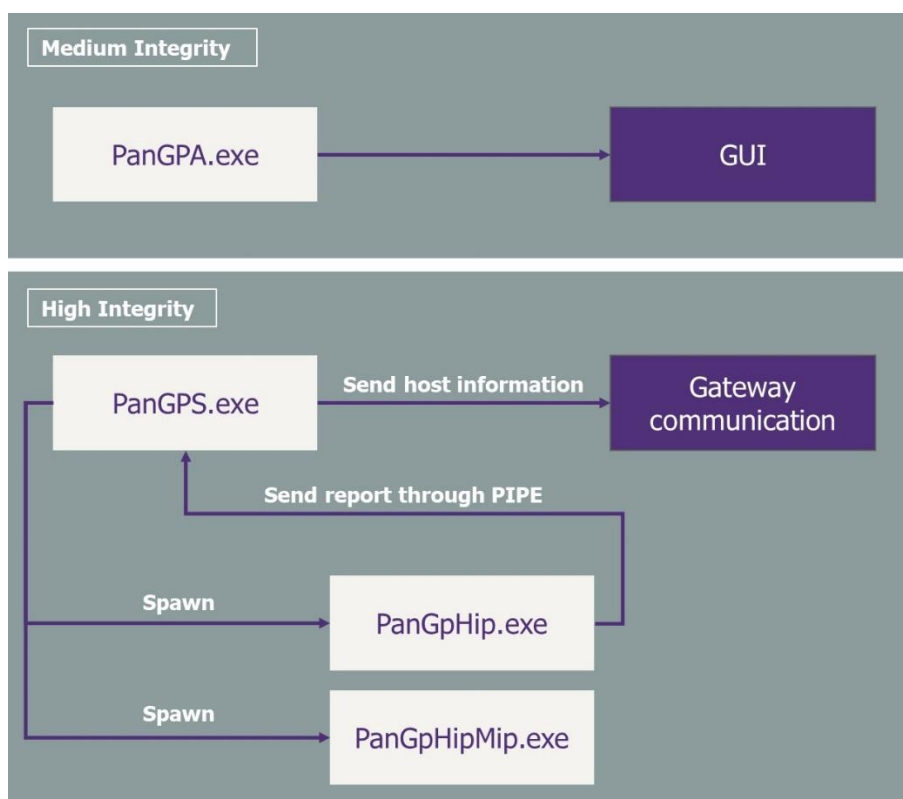 Medium Integrity
PanGPA.exe
GUI
High Integrity
PanGPS.exe
Send host information
Gateway
communication
Send report through PIPE
Spawn
PanGpHip.exe
Spawn
PanGpHipMip.exe